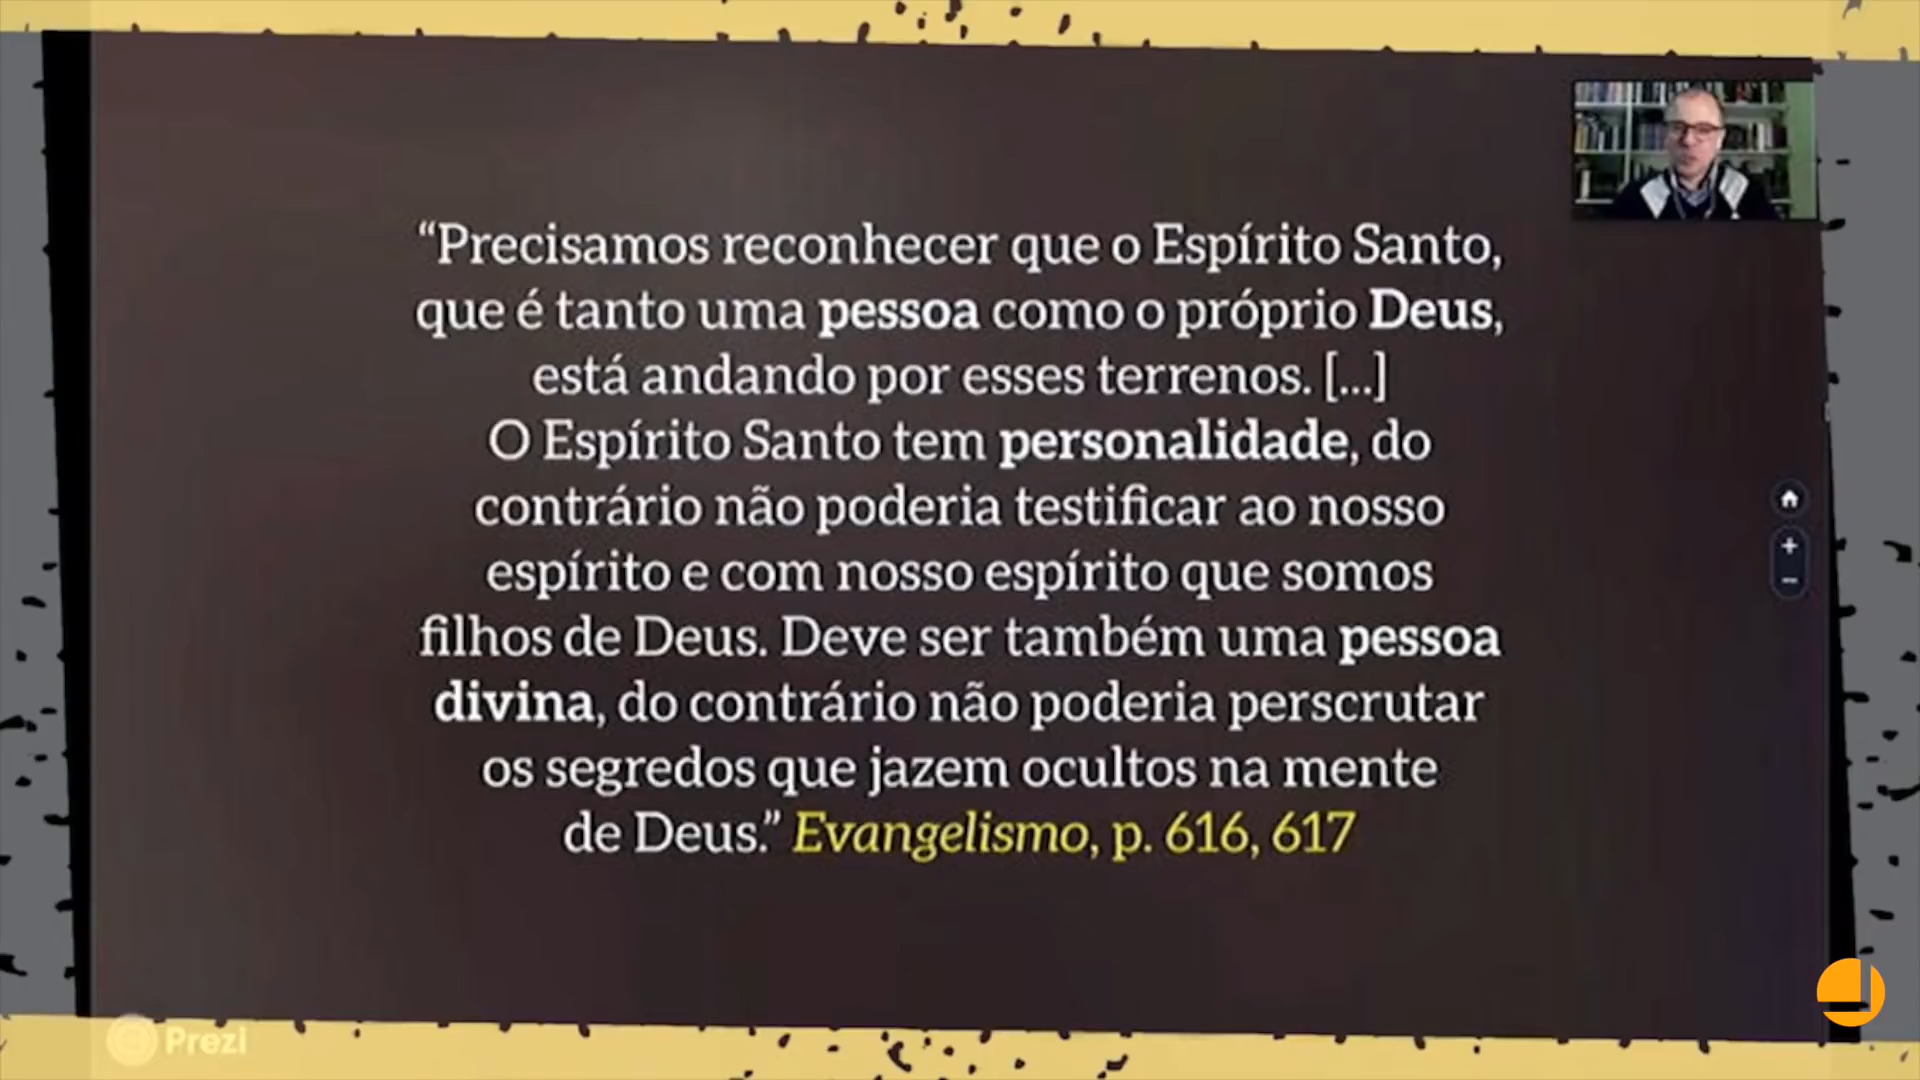 “Precisamos reconhecer que o Espírito Santo,
que é tanto uma pessoa como o próprio Deus,
está andando por esses terrenos. [...]
O Espírito Santo tem personalidade, do
contrário não poderia testificar ao nosso
espírito e com nosso espírito que somos
filhos de Deus. Deve ser também uma pessoa
divina, do contrário não poderia perscrutar
os segredos que jazem ocultos na mente
de Deus.” Evangelismo, p. 616, 617
Prezi